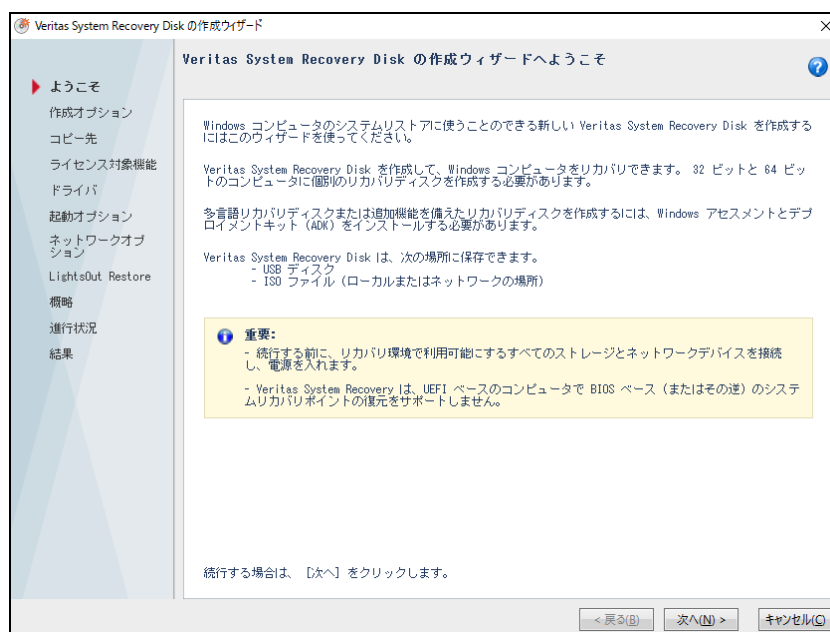 Veritas System Recovery Disk の作成ウィザード
Veritas System Recovery Disk の作成ウィザードへようこそ
ようこそ
作成オプション
コピー先
ライセンス対象機能
ドライバ
起動オプション
ネットワークオプ
ション
LightsOut Restore
概略
進行状況
結果
Windows コンピュータのシステムリストアに使うことのできる新しい Veritas System Recovery Disk を作成する
にはこのウィザードを使ってください。
Veritas System Recovery Disk を作成して、Windows コンピュータをリカバリできます。 32 ビットと 64 ビッ
トのコンピュータに個別のリカバリディスクを作成する必要があります。
多言語リカバリディスクまたは追加機能を備えたリカバリディスクを作成するには、Windows アセスメントとデプ
ロイメントキット (ADK) をインストールする必要があります。
Veritas System Recovery Disk は、次の場所に保存できます。
- USB ディスク
- ISO ファイル (ローカルまたはネットワークの場所)
重要:
- 続行する前に、リカバリ環境で利用可能にするすべてのストレージとネットワークデバイスを接続
し、電源を入れます。
- Veritas System Recovery は、UEFI ベースのコンピュータで BIOS ベース (またはその逆) のシステ
ムリカバリポイントの復元をサポートしません。
続行する場合は、 [次へ] をクリックします。
< 戻る(B)
次へ(N) >
キャンセル(C)